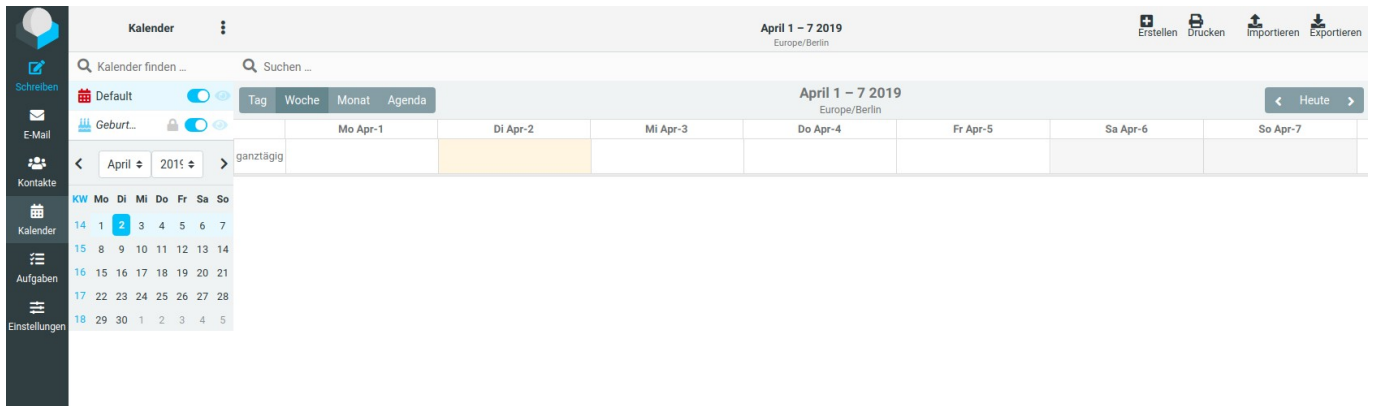 Kalender
April 1 – 7 2019
Europe/Berlin
Erstellen Drucken Importieren Exportieren
Schreiben
E-Mail
Kontakte
Kalender
Aufgaben
Einstellungen
Kalender finden ...
Default
Geburt...
April 2019
KW Mo Di Mi Do Fr Sa So
14 1 2 3 4 5 6 7
15 8 9 10 11 12 13 14
16 15 16 17 18 19 20 21
17 22 23 24 25 26 27 28
18 29 30 1 2 3 4 5
Suchen ...
Tag Woche Monat Agenda
April 1 – 7 2019
Europe/Berlin
Heute
Mo Apr-1 Di Apr-2 Mi Apr-3 Do Apr-4 Fr Apr-5 Sa Apr-6 So Apr-7
ganztägig